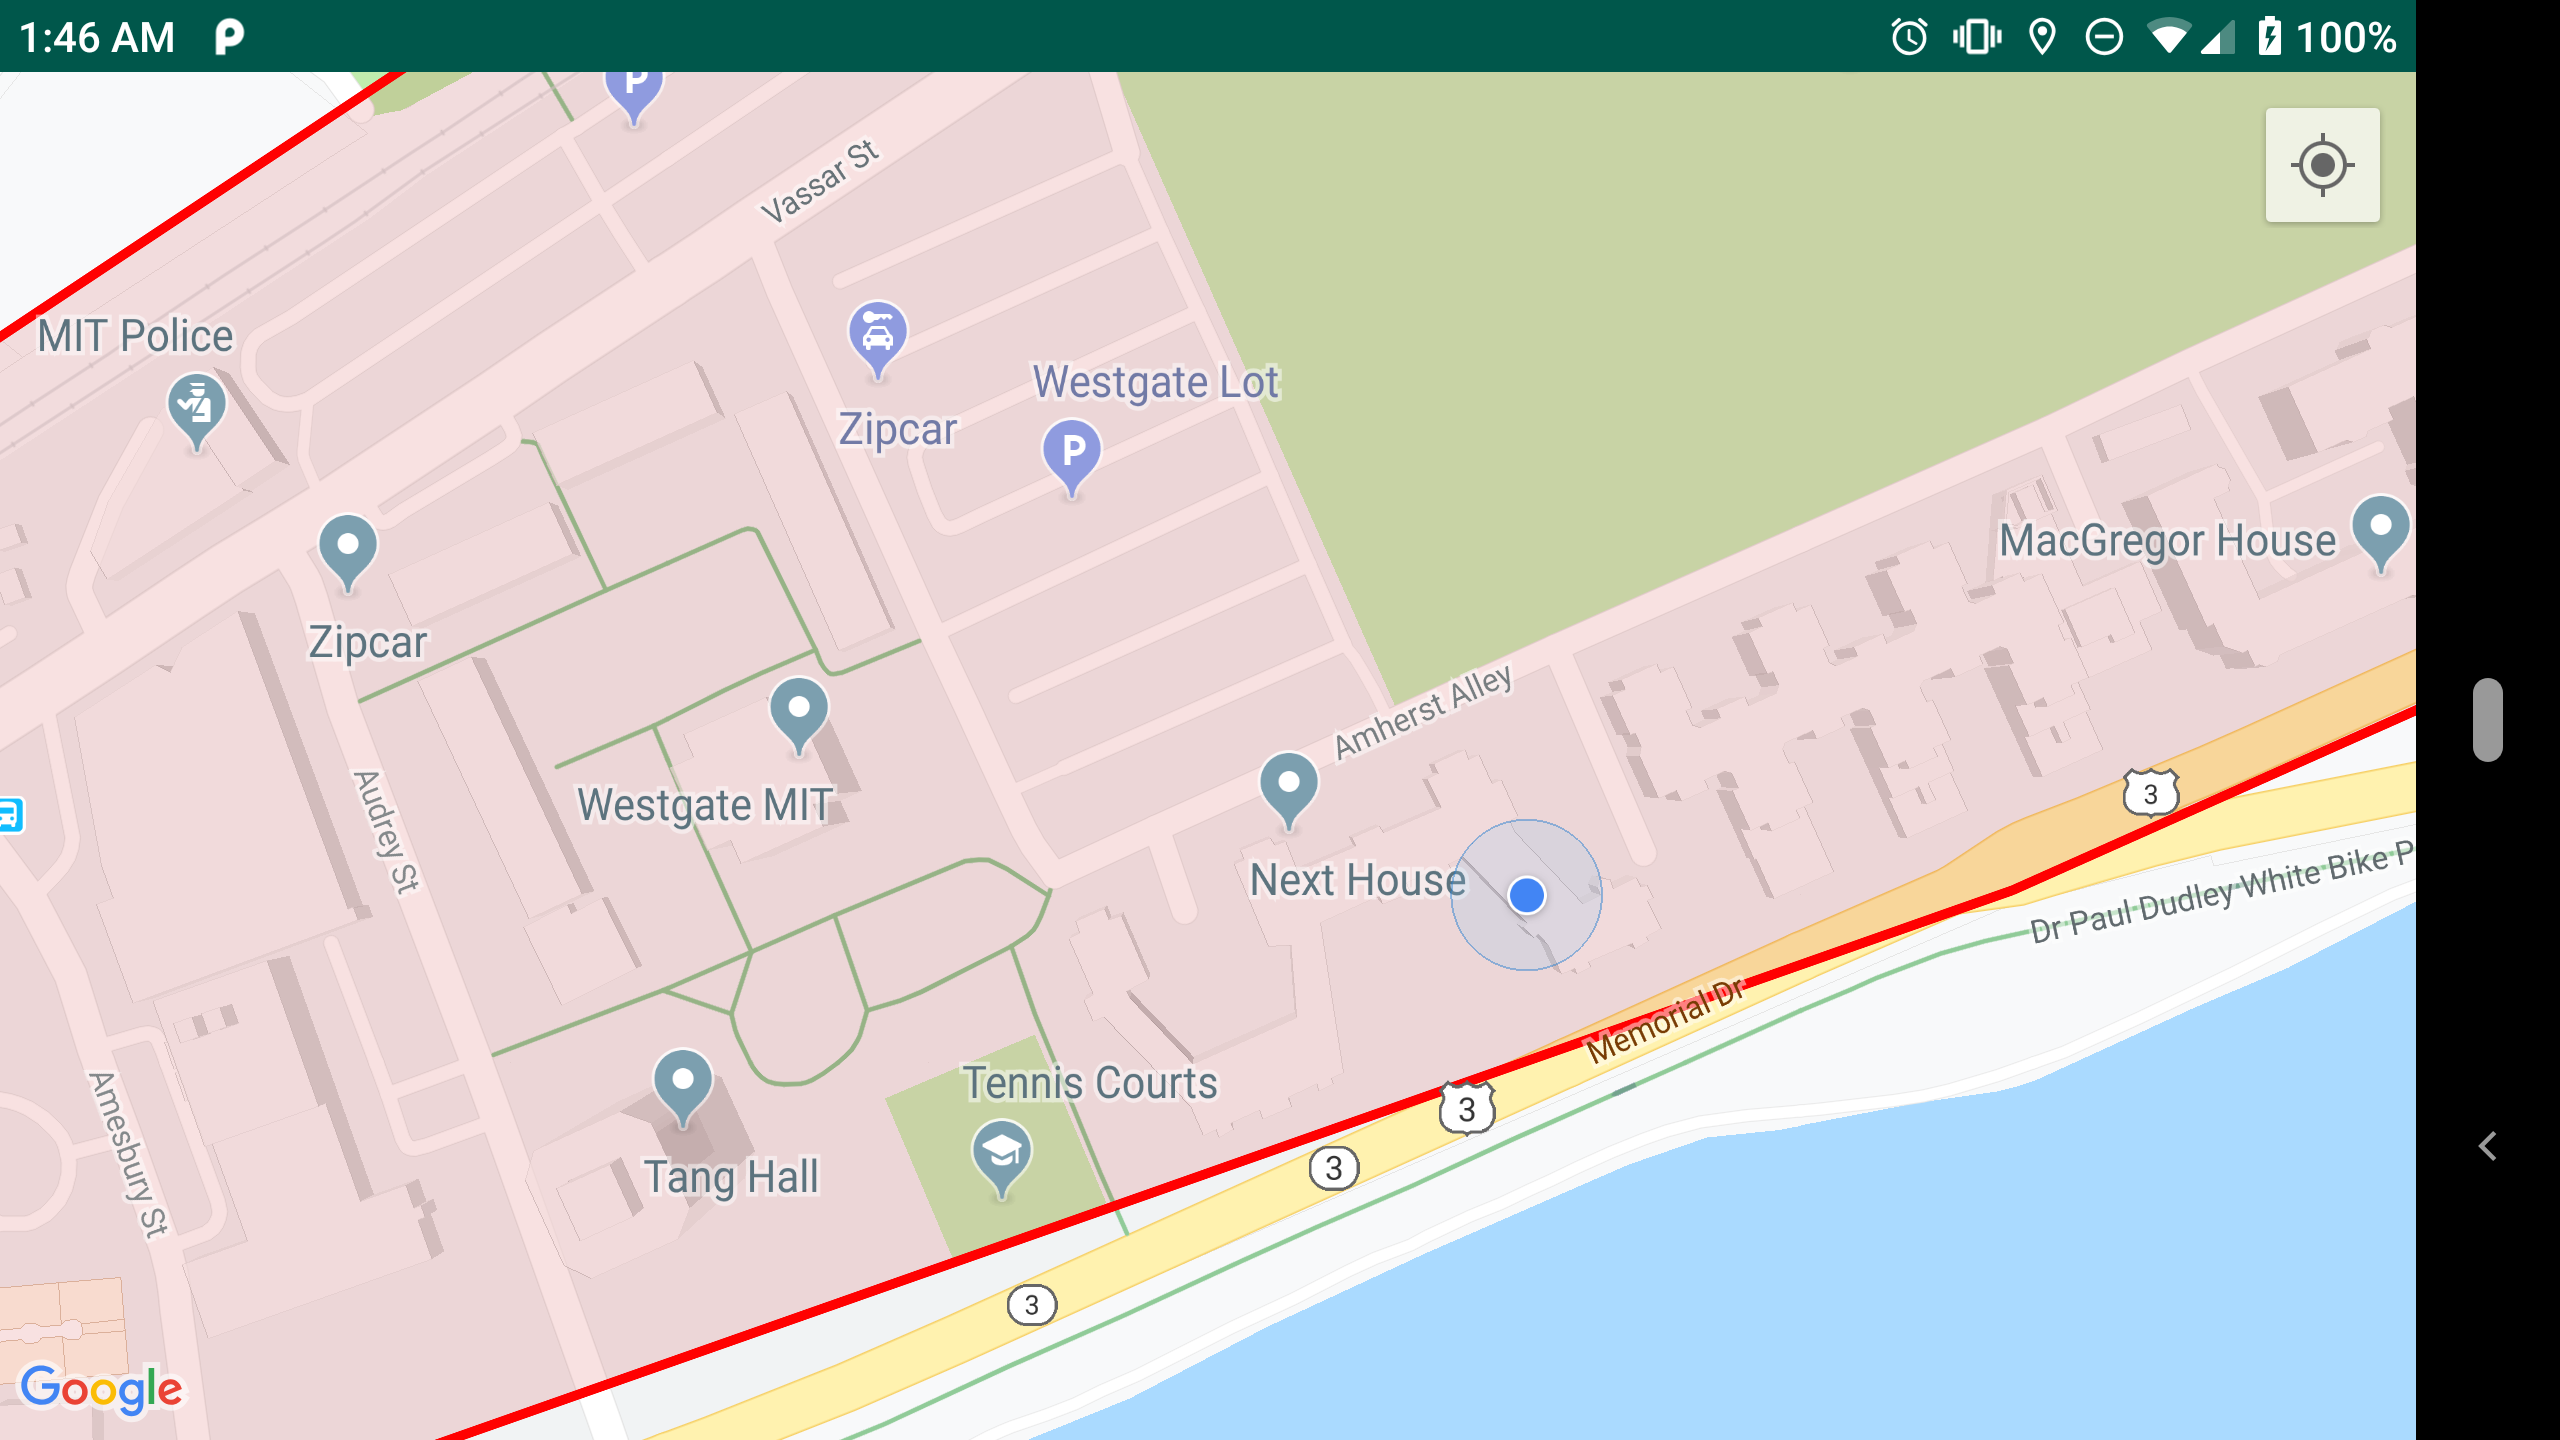 1:46 AM
100%
P
Vassar St
MIT Police
Westgate Lot
Zipcar
P
MacGregor House
Zipcar
Amherst Alley
Westgate MIT
Audrey St
3
Next House
Dr Paul Dudley White Bike P
Memorial Dr
Tennis Courts
3
Amesbury St
Tang Hall
3
3
Google